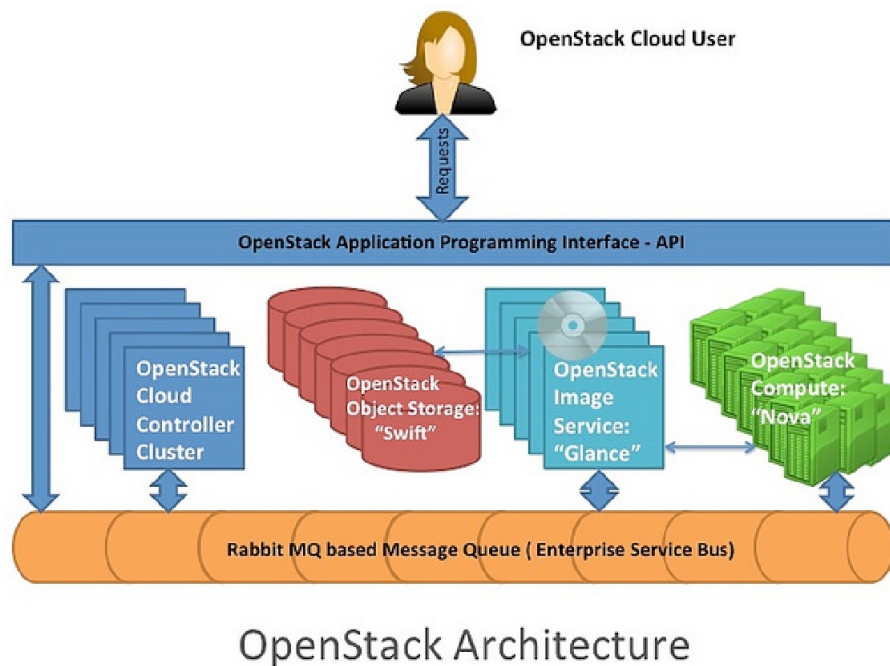 OpenStack Cloud User
Requests
OpenStack Application Programming Interface - API
OpenStack
Cloud
Controller
Cluster
OpenStack
Object Storage:
“Swift”
OpenStack
Image
Service:
“Glance”
OpenStack
Compute:
“Nova”
Rabbit MQ based Message Queue ( Enterprise Service Bus)
OpenStack Architecture